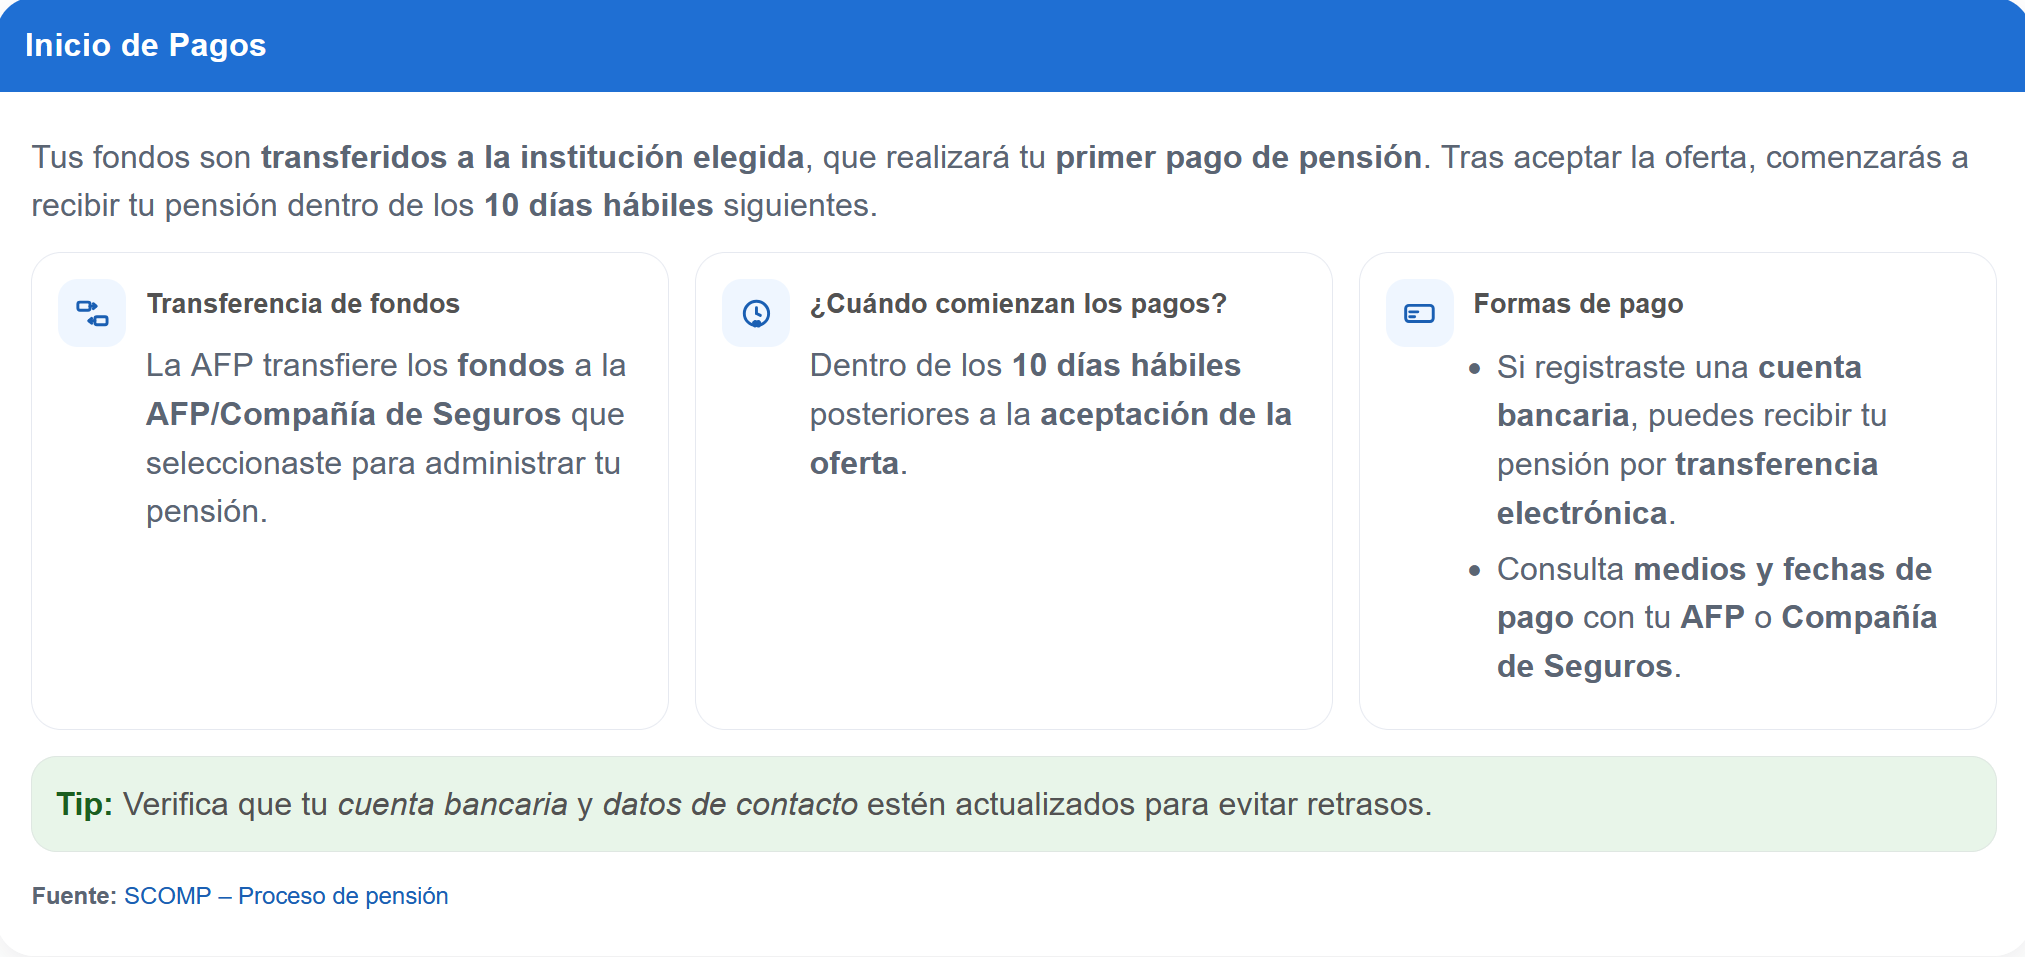 Inicio de Pagos
Tus fondos son transferidos a la institución elegida, que realizará tu primer pago de pensión. Tras aceptar la oferta, comenzarás a
recibir tu pensión dentro de los 10 días hábiles siguientes.
Transferencia de fondos
La AFP transfiere los fondos a la
AFP/Compañía de Seguros que
seleccionaste para administrar tu
pensión.
¿Cuándo comienzan los pagos?
Dentro de los 10 días hábiles
posteriores a la aceptación de la
oferta.
Formas de pago
• Si registraste una cuenta
bancaria, puedes recibir tu
pensión por transferencia
electrónica.
• Consulta medios y fechas de
pago con tu AFP o Compañía
de Seguros.
Tip: Verifica que tu cuenta bancaria y datos de contacto estén actualizados para evitar retrasos.
Fuente: SCOMP – Proceso de pensión